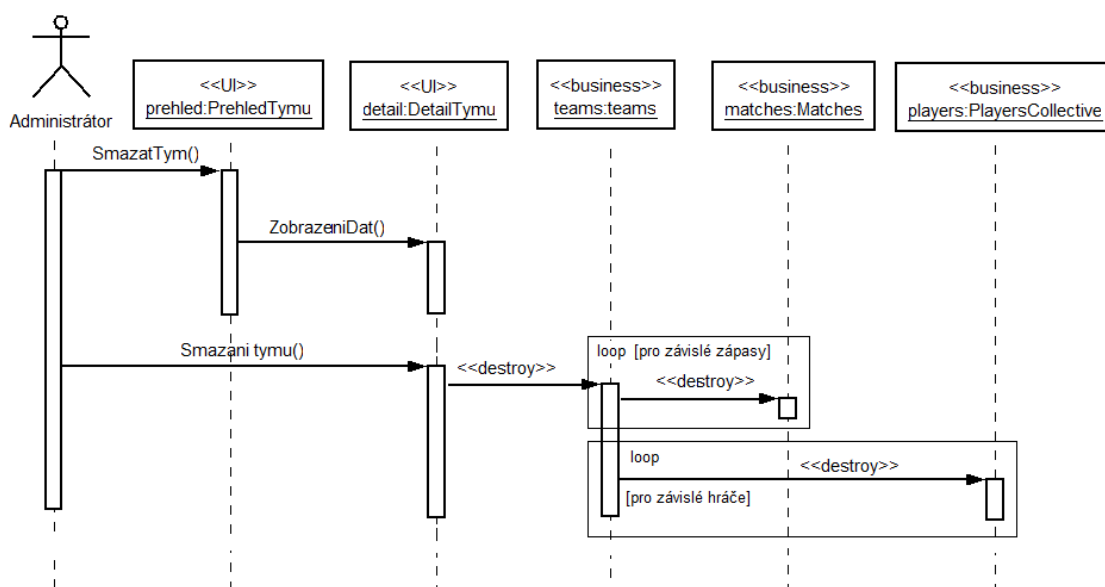 Administrátor
<<UI>>
prehled:PrehledTymu
<<UI>>
detail:DetailTymu
<<business>>
teams:teams
<<business>>
matches:Matches
<<business>>
players:PlayersCollective
SmazatTym()
ZobrazeniDat()
Smazani tymu()
<<destroy>>
loop [pro závislé zápasy]
<<destroy>>
loop
<<destroy>>
[pro závislé hráče]